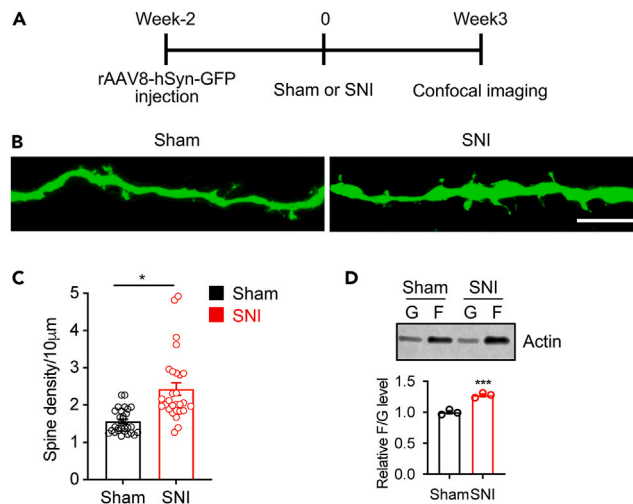 A
Week-2 0 Week3
rAAV8-hSyn-GFP
injection
Sham or SNI
Confocal imaging
B
Sham SNI
C
*
Sham
SNI
Spine density/10μm
5
4
3
2
1
0
Sham SNI
D
Sham SNI
G F G F
Actin
***
Relative F/G level
1.5
1.0
0.5
0.0
Sham SNI